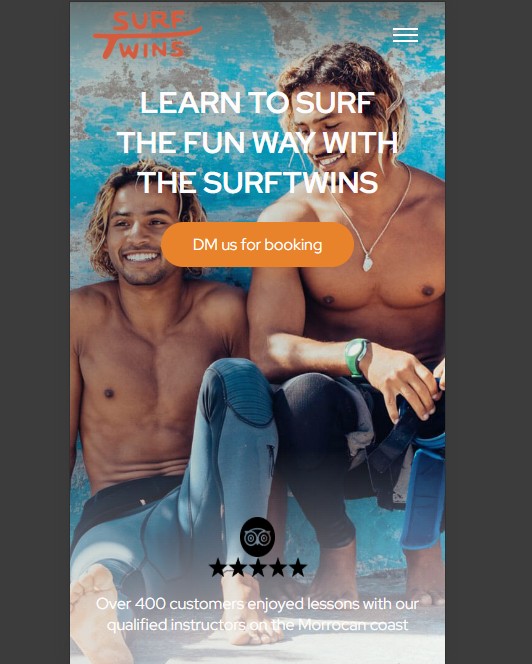 SURF
TWINS
LEARN TO SURF
THE FUN WAY WITH
THE SURFTWINS
DM us for booking
Over 400 customers enjoyed lessons with our
qualified instructors on the Morrocan coast